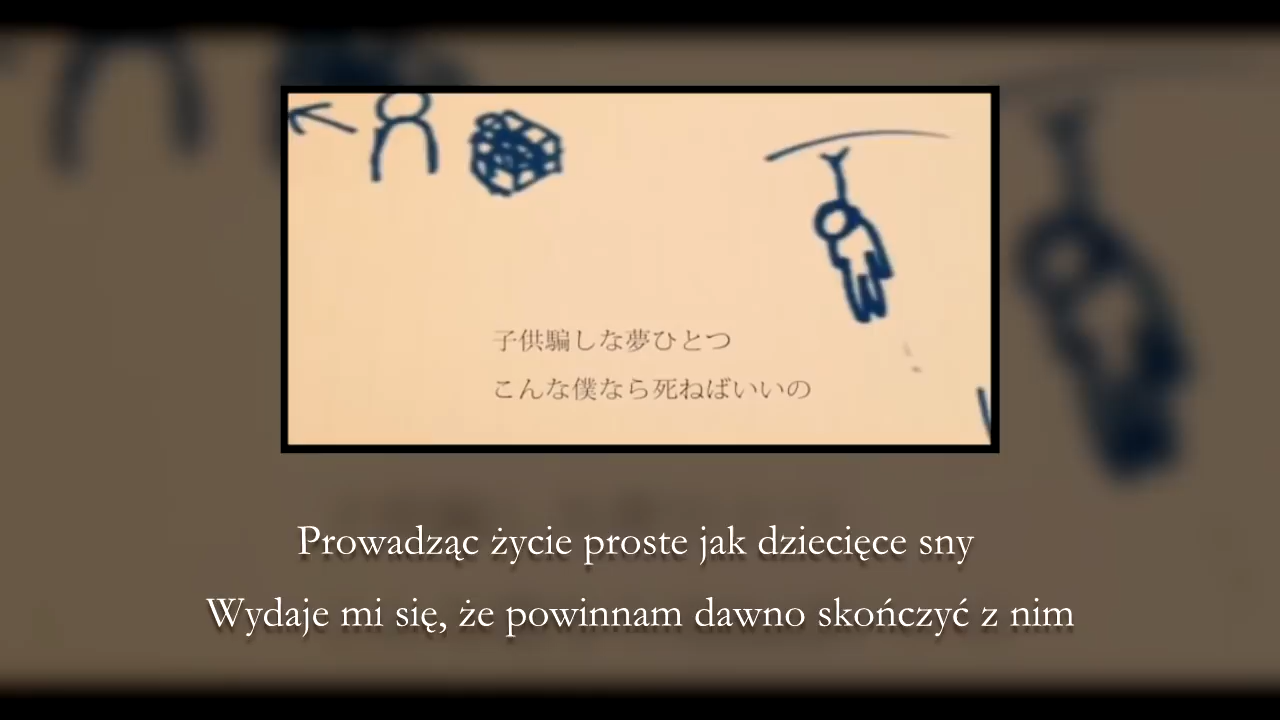 子供騙しな夢ひとつ
こんな僕なら死ねばいいの
Prowadząc życie proste jak dziecięce sny
Wydaje mi się, że powinnam dawno skończyć z nim